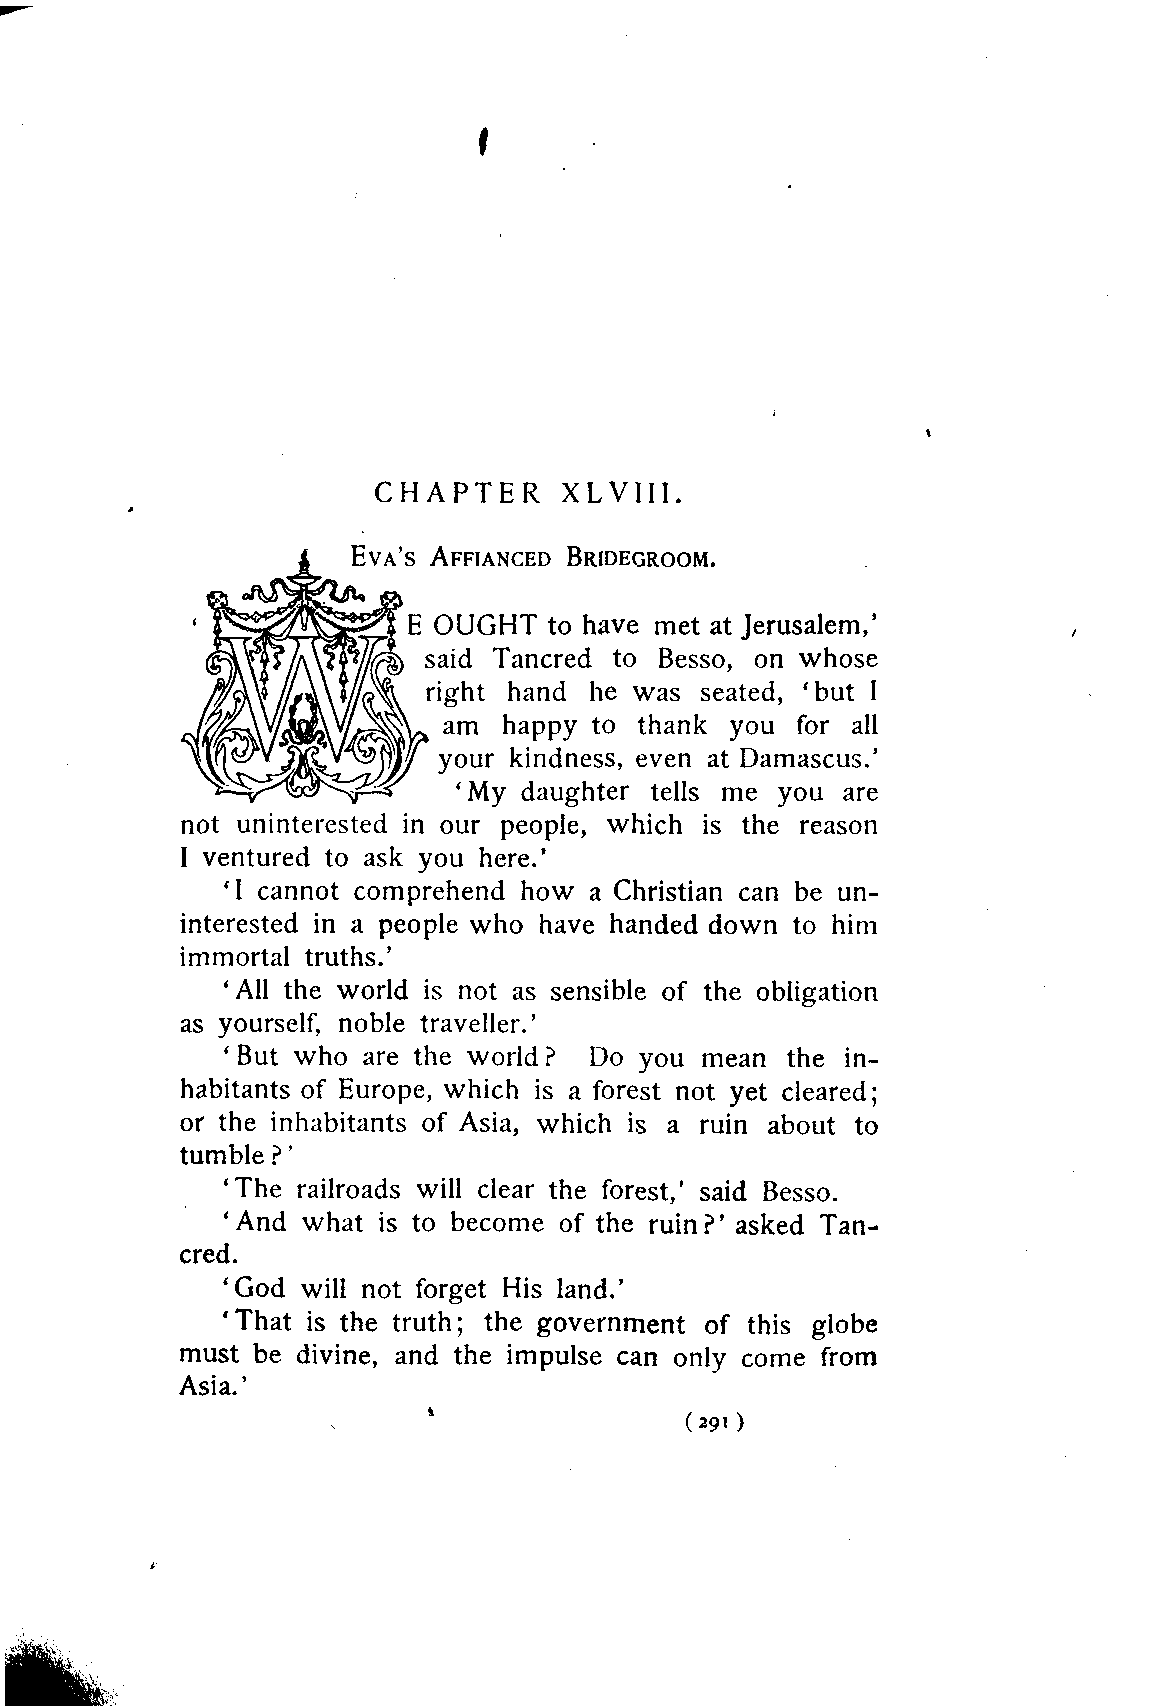 CHAPTER XLVIII.
EVA'S AFFIANCED BRIDEGROOM.
'WE OUGHT to have met at Jerusalem,'
said Tancred to Besso, on whose
right hand he was seated, 'but I
am happy to thank you for all
your kindness, even at Damascus.'
'My daughter tells me you are
not uninterested in our people, which is the reason
I ventured to ask you here.'
'I cannot comprehend how a Christian can be un-
interested in a people who have handed down to him
immortal truths.'
'All the world is not as sensible of the obligation
as yourself, noble traveller.'
'But who are the world? Do you mean the in-
habitants of Europe, which is a forest not yet cleared;
or the inhabitants of Asia, which is a ruin about to
tumble?'
'The railroads will clear the forest,' said Besso.
'And what is to become of the ruin?' asked Tan-
cred.
'God will not forget His land.'
'That is the truth; the government of this globe
must be divine, and the impulse can only come from
Asia.'
(291)